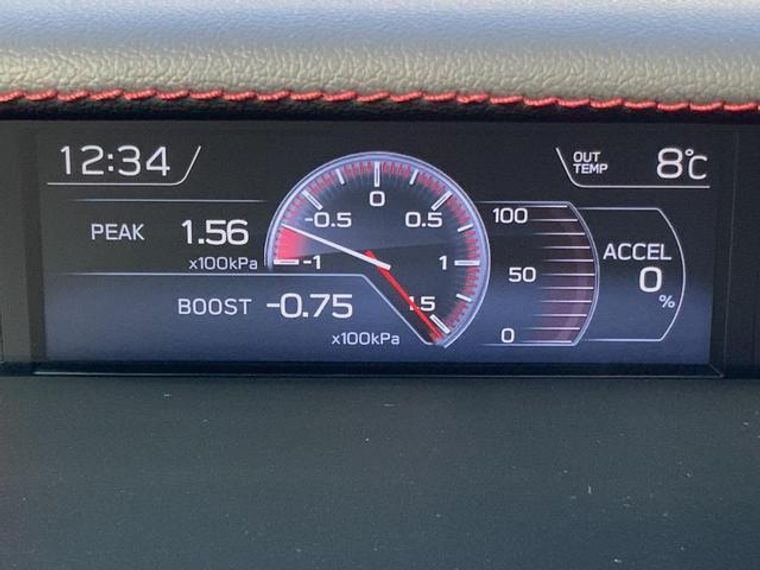 12:34
OUT TEMP 8°C
PEAK 1.56
x100kPa
BOOST -0.75
x100kPa
-1
-0.5
0
0.5
1
1.5
100
50
0
ACCEL
0
%